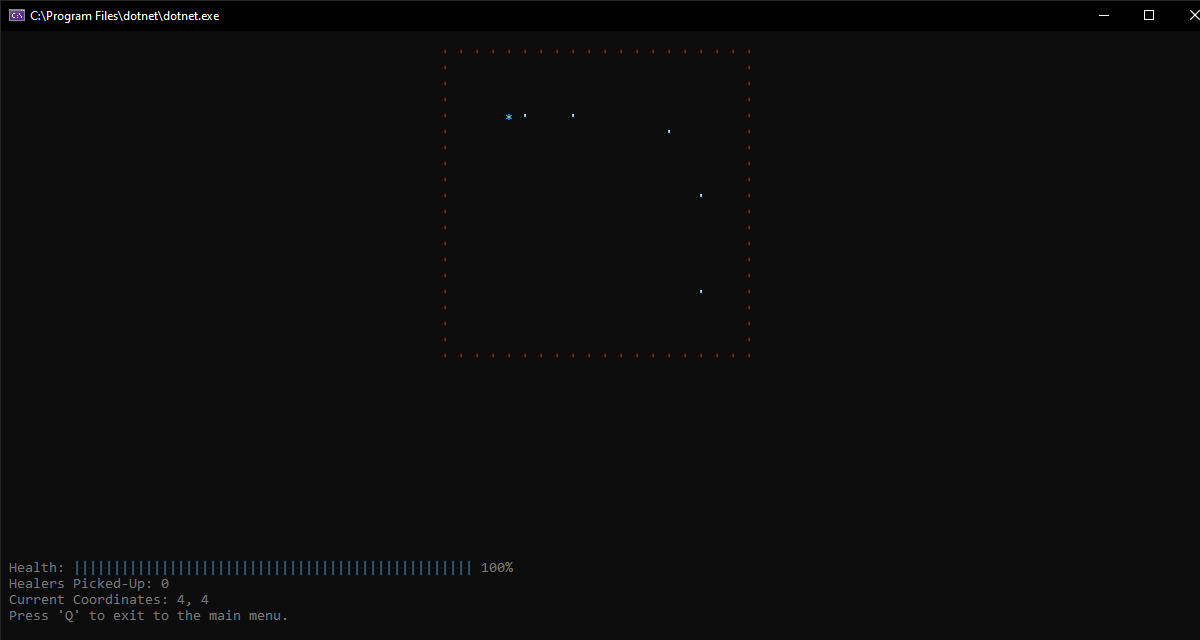 C:\Program Files\dotnet\dotnet.exe
* ' '
'
'
'
Health: |||||||||||||||||||||||||||||||||||||||||||||||||| 100%
Healers Picked-Up: 0
Current Coordinates: 4, 4
Press 'Q' to exit to the main menu.